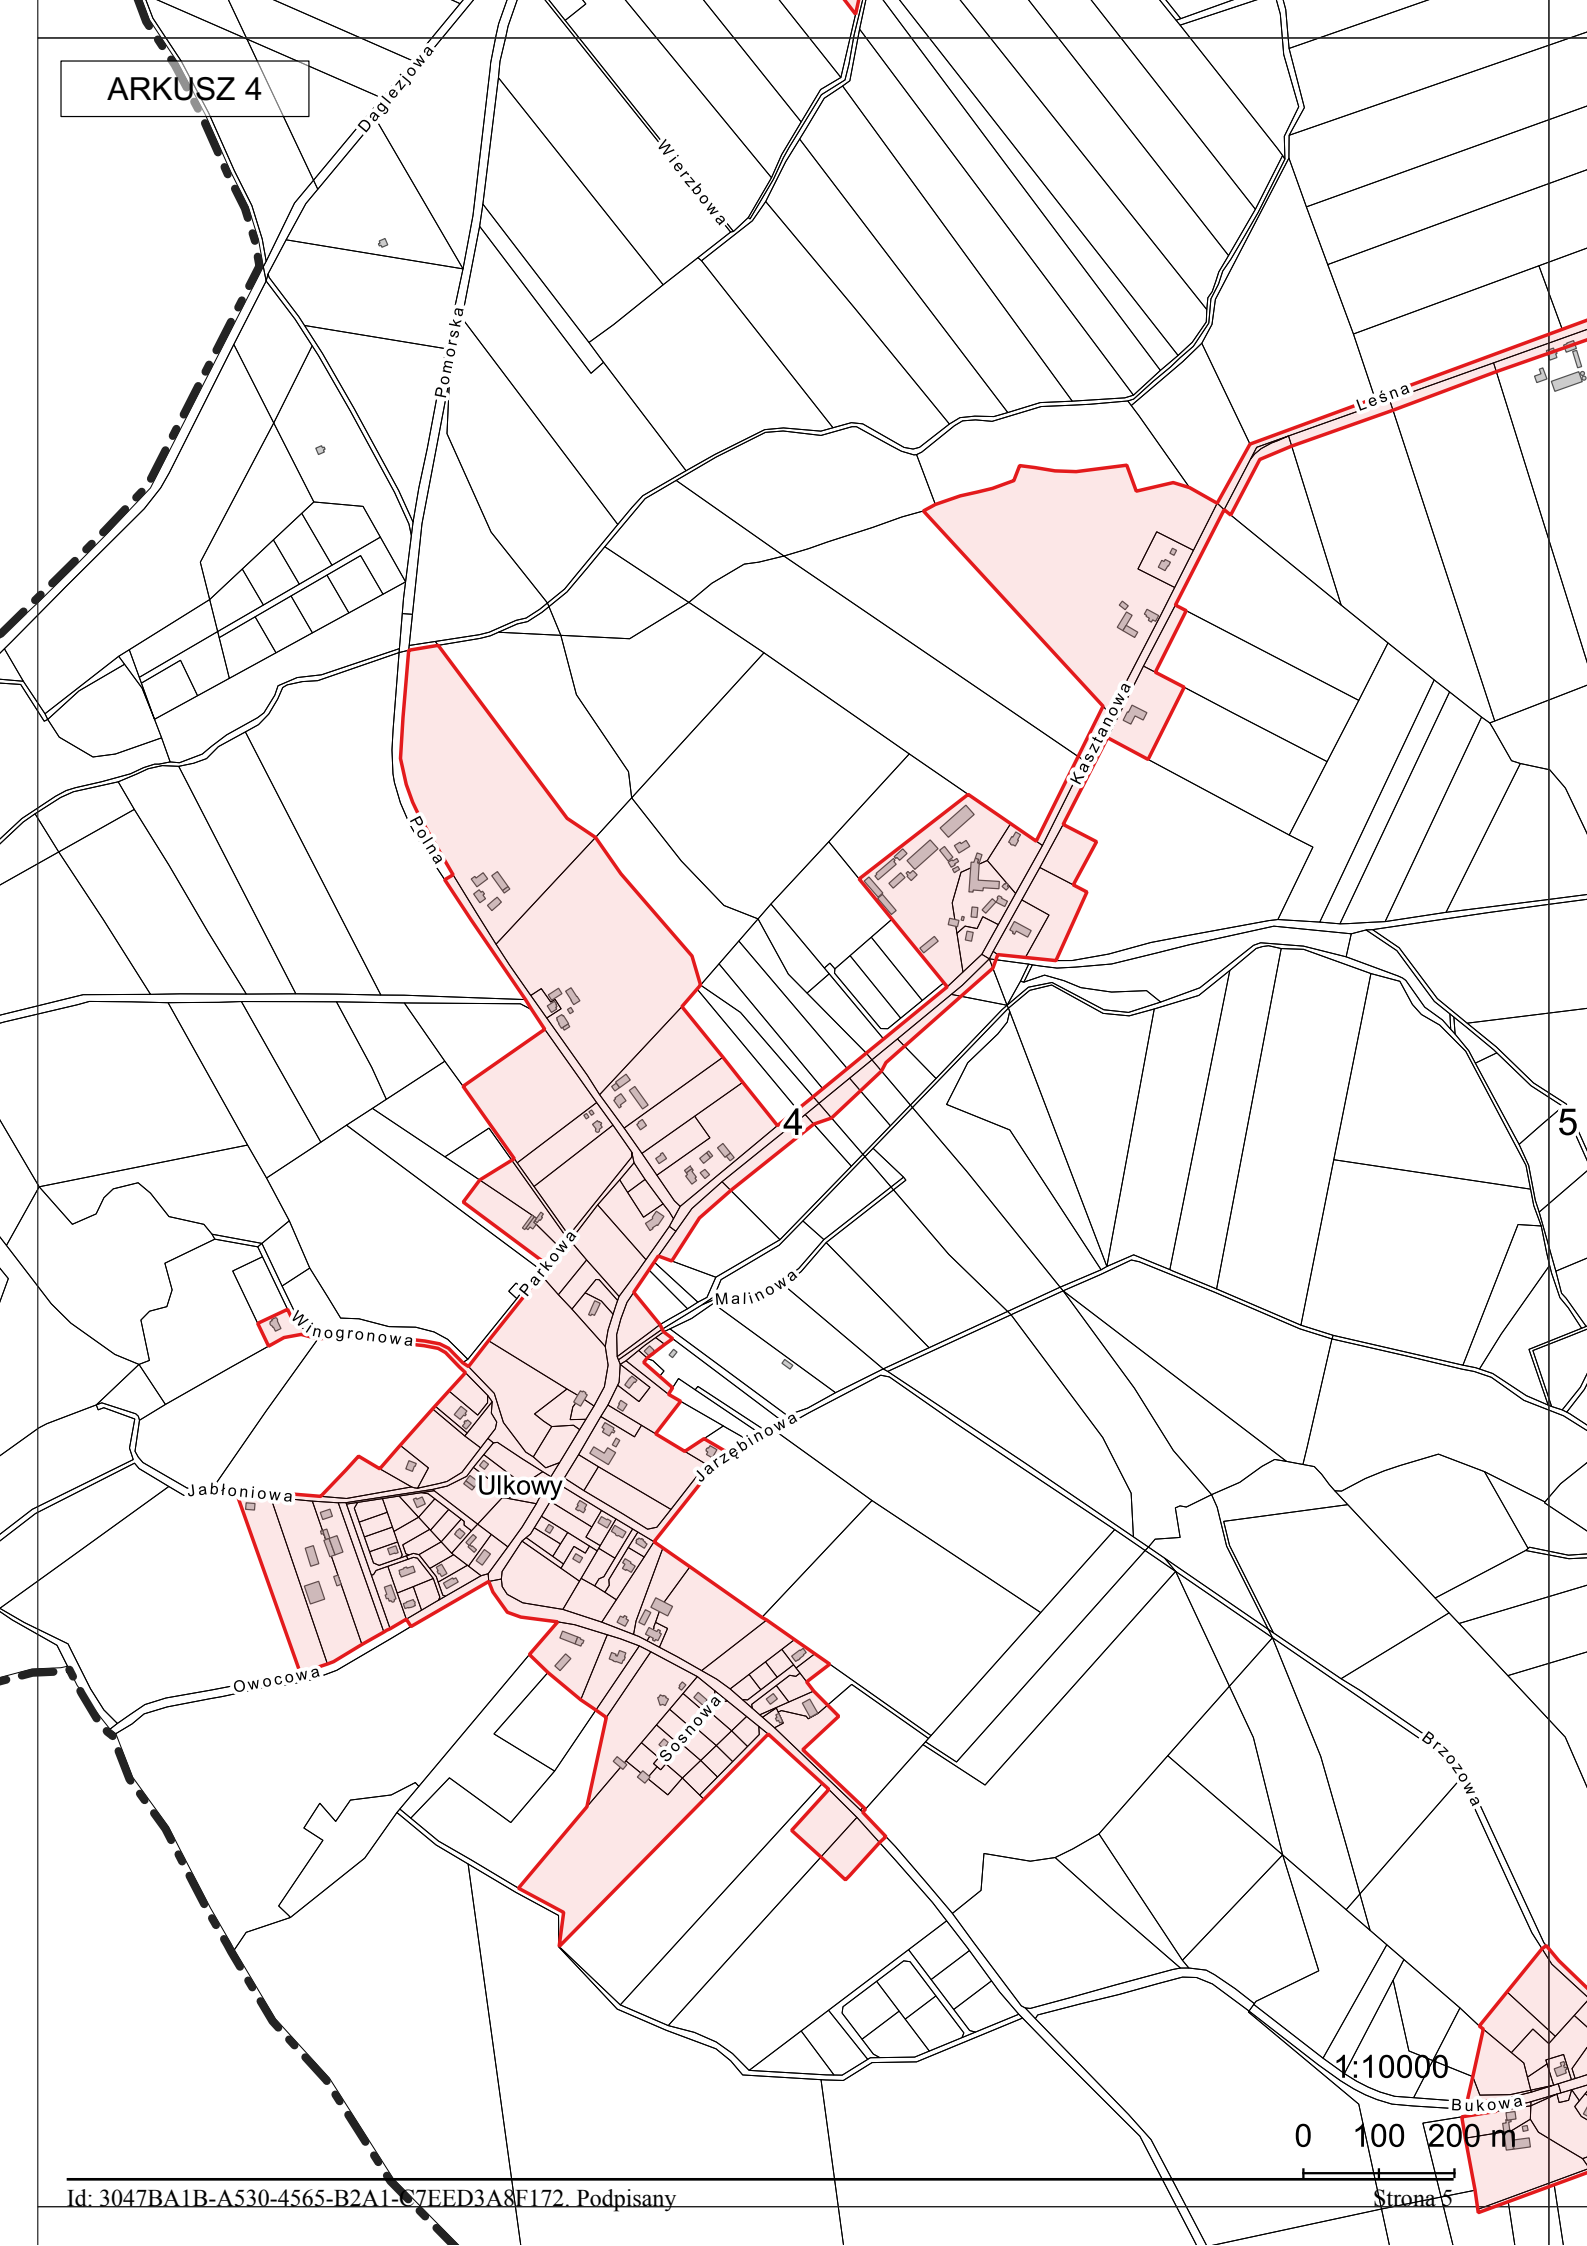 ARKUSZ 4
Daglezjowa
Wierzbowa
Pomorska
Leśna
Kasztanowa
Polna
4
5
Parkowa
Malinowa
Winogronowa
Jarzębinowa
Jabłoniowa
Ulkowy
Owocowa
Sosnowa
Brzozowa
1:10000
Bukowa
0 100 200 m
Id: 3047BA1B-A530-4565-B2A1-C7EED3A8F172. Podpisany
Strona 5